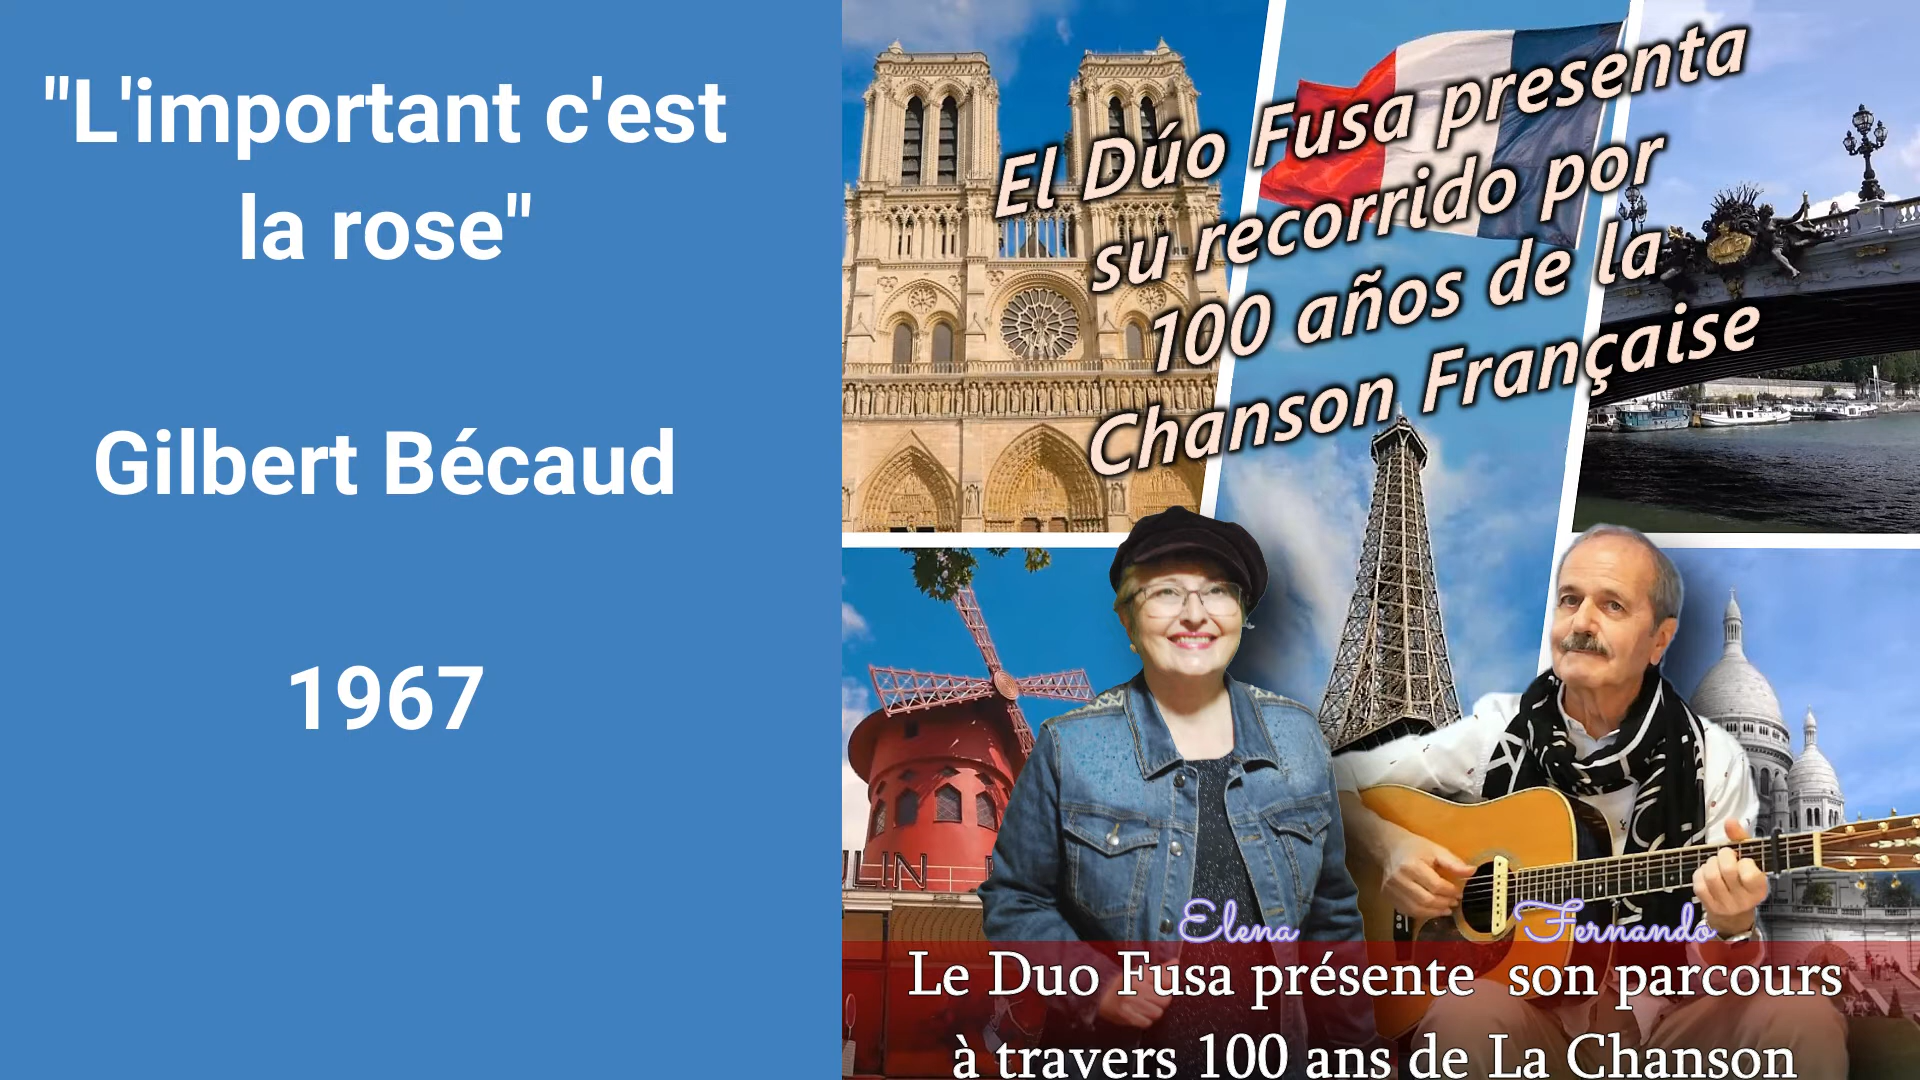 "L'important c'est
la rose"
Gilbert Bécaud
1967
El Dúo Fusa presenta
su recorrido por
100 años de la
Chanson Française
LIN
Elena
Fernando
Le Duo Fusa présente son parcours
à travers 100 ans de La Chanson